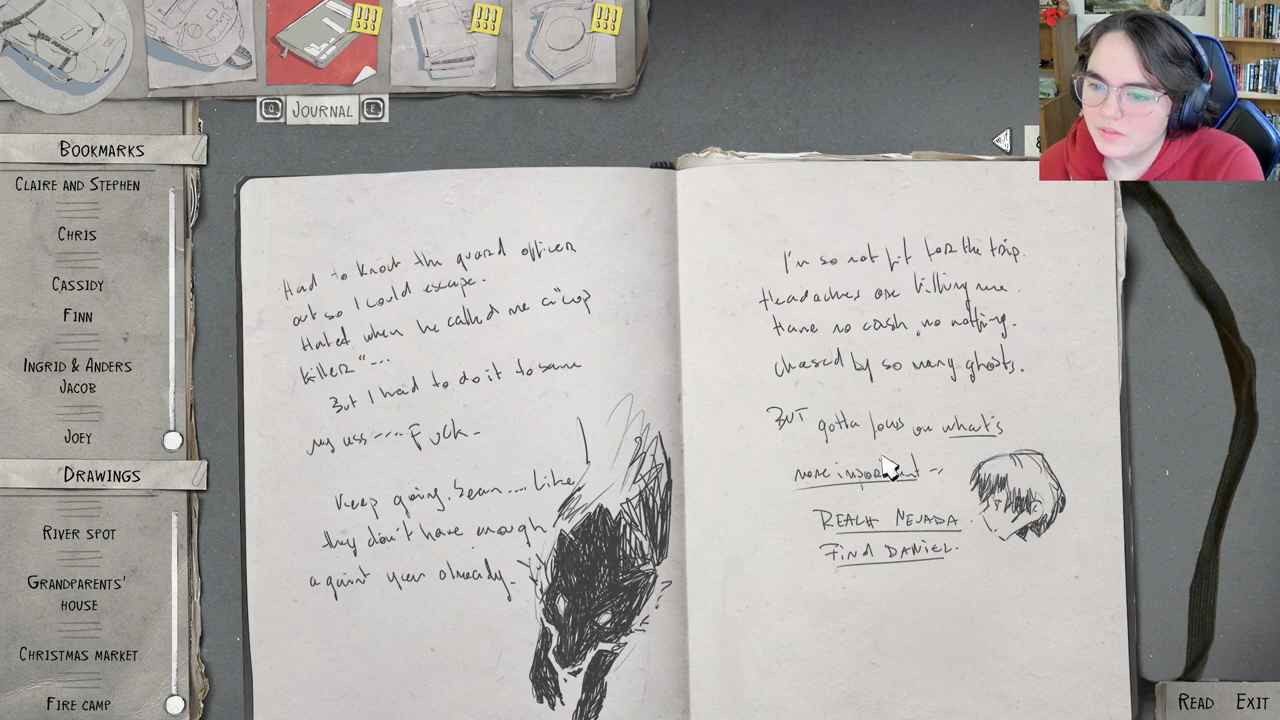 Q JOURNAL E
BOOKMARKS
CLAIRE AND STEPHEN
CHRIS
CASSIDY
FINN
INGRID & ANDERS
JACOB
JOEY
DRAWINGS
RIVER SPOT
GRANDPARENTS'
HOUSE
CHRISTMAS MARKET
FIRE CAMP
Had to knock the guard officer
out so I could escape.
Hated when he called me a "cop
killer"...
But I had to do it to save
my ass ---- Fuck -
Keep going, Sean .... Like
they don't have enough
against you already.
I'm so not fit for the trip.
Headaches are killing me.
Have no cash, no nothing.
Chased by so many ghosts.
BUT gotta focus on what's
more important --
REACH NEVADA.
FIND DANIEL.
READ EXIT